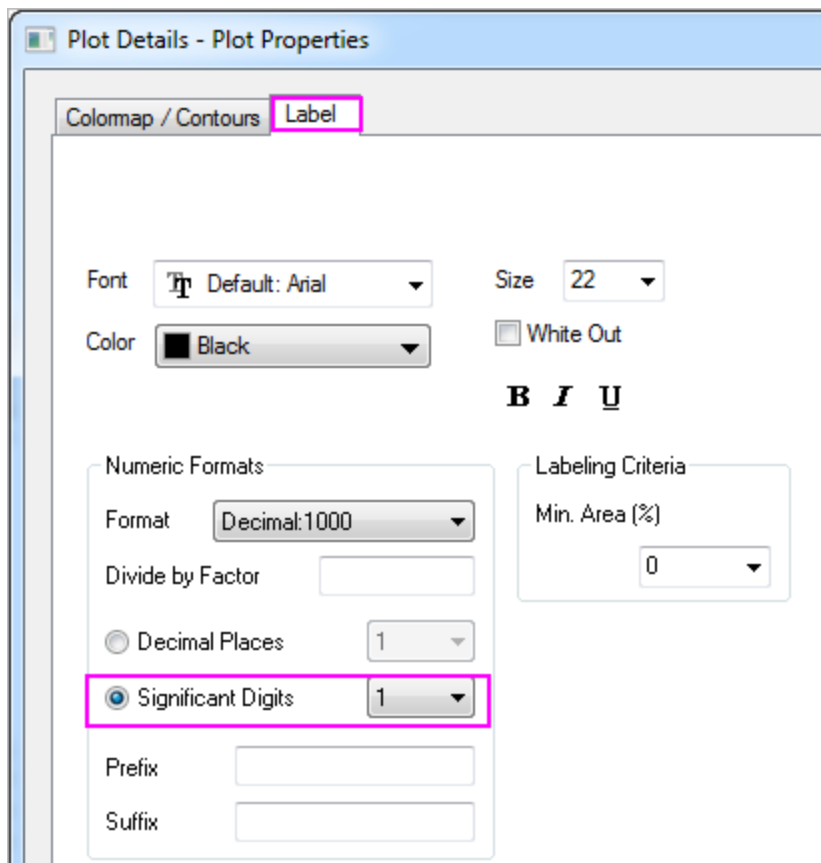 Plot Details - Plot Properties
Colormap / Contours Label
Font Default: Arial Size 22
Color Black White Out
B I U
Numeric Formats Labeling Criteria
Format Decimal:1000 Min. Area (%)
0
Divide by Factor
Decimal Places 1
Significant Digits 1
Prefix
Suffix